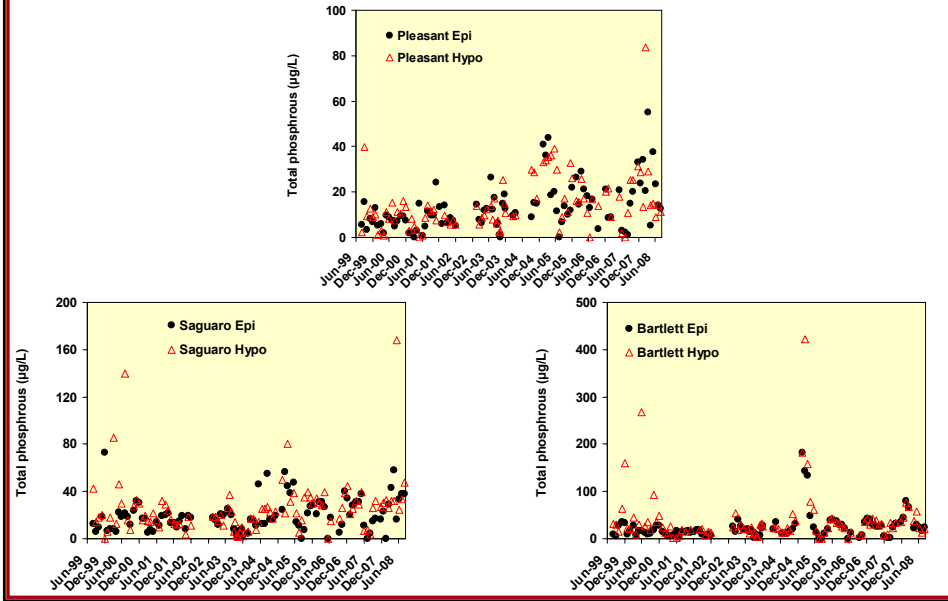 100
80
60
40
20
0
Total phosphrous (µg/L)
Pleasant Epi
Pleasant Hypo
Jun-99
Dec-99
Jun-00
Dec-00
Jun-01
Dec-01
Jun-02
Dec-02
Jun-03
Dec-03
Jun-04
Dec-04
Jun-05
Dec-05
Jun-06
Dec-06
Jun-07
Dec-07
Jun-08
200
160
120
80
40
0
Total phosphrous (µg/L)
Saguaro Epi
Saguaro Hypo
Jun-99
Dec-99
Jun-00
Dec-00
Jun-01
Dec-01
Jun-02
Dec-02
Jun-03
Dec-03
Jun-04
Dec-04
Jun-05
Dec-05
Jun-06
Dec-06
Jun-07
Dec-07
Jun-08
500
400
300
200
100
0
Total phosphrous (µg/L)
Bartlett Epi
Bartlett Hypo
Jun-99
Dec-99
Jun-00
Dec-00
Jun-01
Dec-01
Jun-02
Dec-02
Jun-03
Dec-03
Jun-04
Dec-04
Jun-05
Dec-05
Jun-06
Dec-06
Jun-07
Dec-07
Jun-08